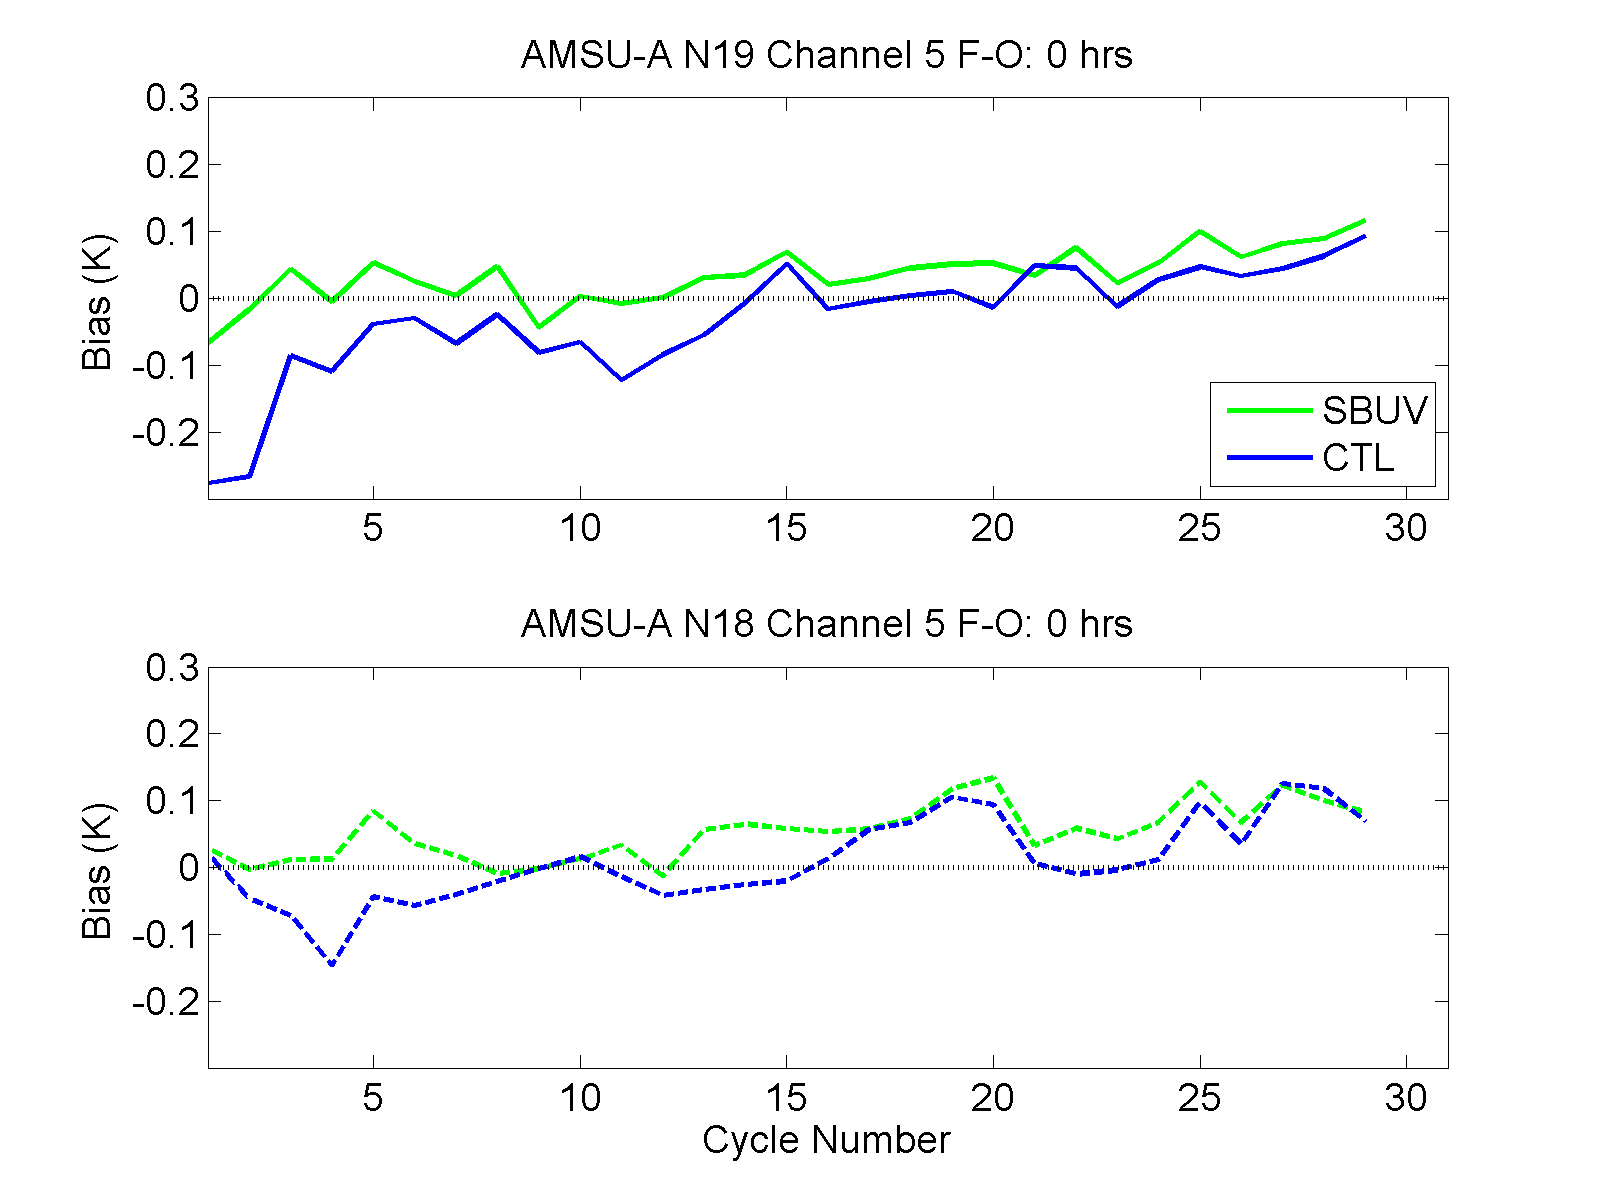 AMSU-A N19 Channel 5 F-O: 0 hrs
0.3
0.2
0.1
0
-0.1
-0.2
Bias (K)
SBUV
CTL
5 10 15 20 25 30
AMSU-A N18 Channel 5 F-O: 0 hrs
0.3
0.2
0.1
0
-0.1
-0.2
Bias (K)
5 10 15 20 25 30
Cycle Number